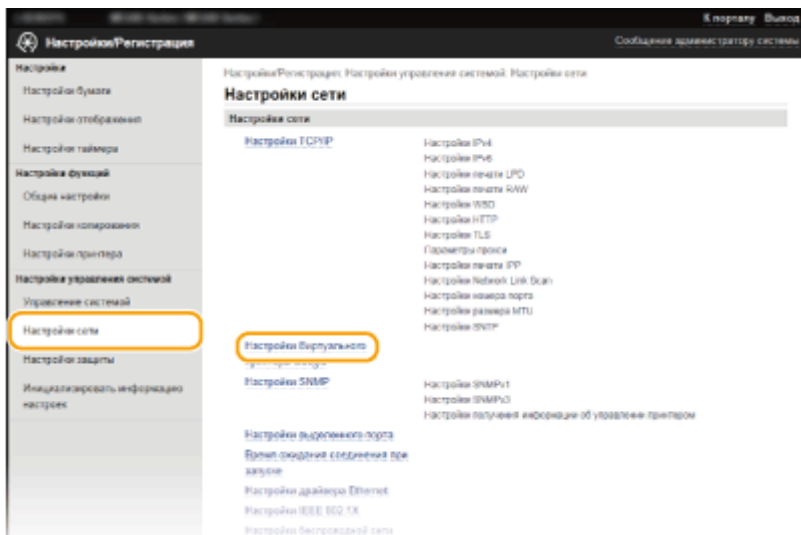 К порталу Выход
Настройки/Регистрация
Сообщение администратору системы
Настройка
Настройки бумаги
Настройки отображения
Настройки таймера
Настройки функций
Общие настройки
Настройки копирования
Настройки принтера
Настройки управления системой
Управление системой
Настройки сети
Настройки защиты
Инициализировать информацию
настроек
Настройки/Регистрация: Настройки управления системой: Настройки сети
Настройки сети
Настройки сети
Настройки TCP/IP
Настройки IPv4
Настройки IPv6
Настройки печати LPD
Настройки печати RAW
Настройки WSD
Настройки HTTP
Настройки TLS
Параметры прокси
Настройки печати IPP
Настройки Network Link Scan
Настройки номера порта
Настройки размера MTU
Настройки SNTP
Настройки Виртуального
Настройки SNMP
Настройки SNMPv1
Настройки SNMPv3
Настройки получения информации об управлении принтером
Настройки выделенного порта
Время ожидания соединения при
запуске
Настройки драйвера Ethernet
Настройки IEEE 802.1X
Настройки беспроводной сети